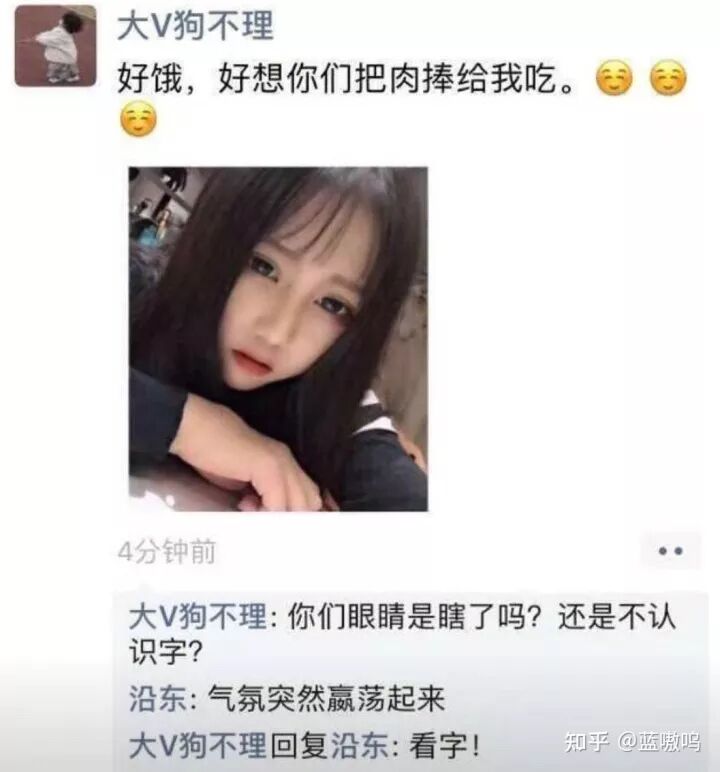 大V狗不理
好饿，好想你们把肉捧给我吃。
4分钟前
大V狗不理: 你们眼睛是瞎了吗？还是不认
识字？
沿东: 气氛突然嬴荡起来
大V狗不理回复沿东: 看字！
知乎 @蓝嗷呜